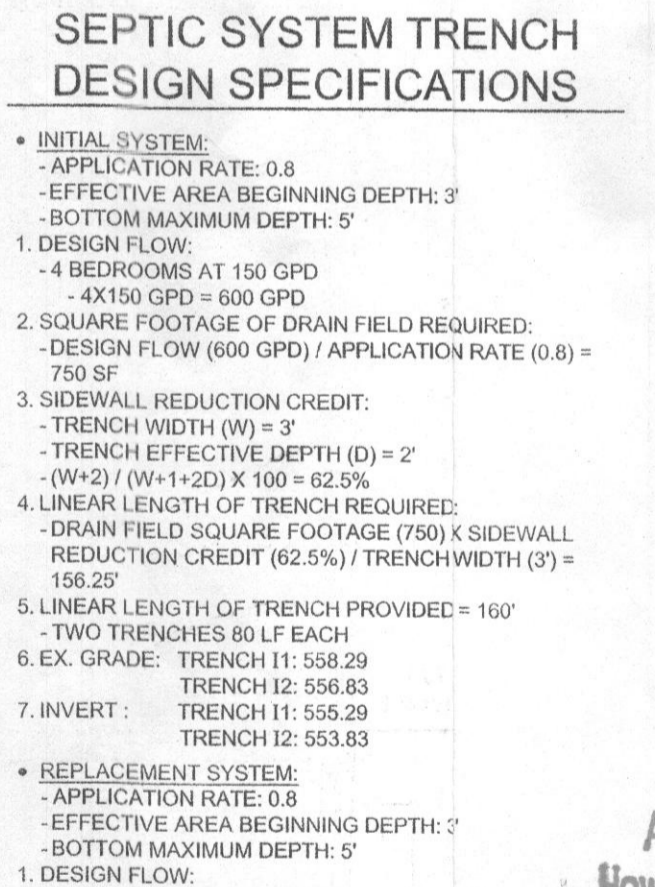 SEPTIC SYSTEM TRENCH
DESIGN SPECIFICATIONS
• INITIAL SYSTEM:
- APPLICATION RATE: 0.8
- EFFECTIVE AREA BEGINNING DEPTH: 3'
- BOTTOM MAXIMUM DEPTH: 5'
1. DESIGN FLOW:
- 4 BEDROOMS AT 150 GPD
- 4X150 GPD = 600 GPD
2. SQUARE FOOTAGE OF DRAIN FIELD REQUIRED:
- DESIGN FLOW (600 GPD) / APPLICATION RATE (0.8) =
750 SF
3. SIDEWALL REDUCTION CREDIT:
- TRENCH WIDTH (W) = 3'
- TRENCH EFFECTIVE DEPTH (D) = 2'
- (W+2) / (W+1+2D) X 100 = 62.5%
4. LINEAR LENGTH OF TRENCH REQUIRED:
- DRAIN FIELD SQUARE FOOTAGE (750) X SIDEWALL
REDUCTION CREDIT (62.5%) / TRENCH WIDTH (3') =
156.25'
5. LINEAR LENGTH OF TRENCH PROVIDED = 160'
- TWO TRENCHES 80 LF EACH
6. EX. GRADE: TRENCH I1: 558.29
TRENCH I2: 556.83
7. INVERT : TRENCH I1: 555.29
TRENCH I2: 553.83
• REPLACEMENT SYSTEM:
- APPLICATION RATE: 0.8
- EFFECTIVE AREA BEGINNING DEPTH: 3'
- BOTTOM MAXIMUM DEPTH: 5'
1. DESIGN FLOW: